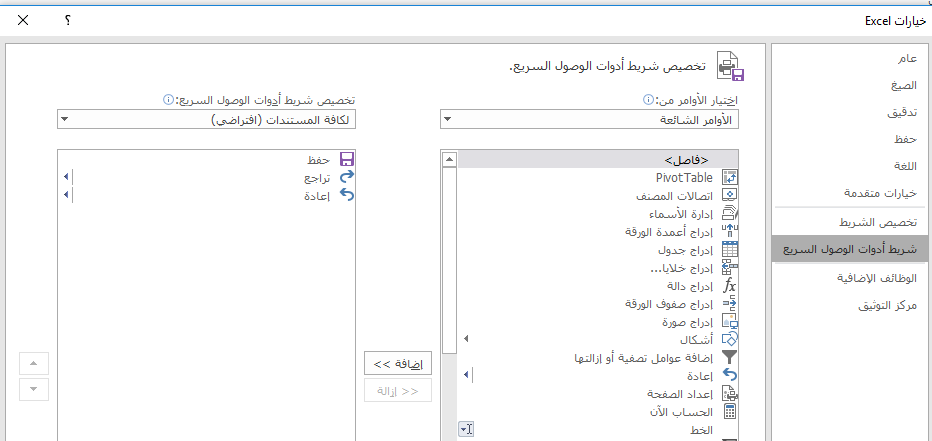 خيارات Excel
؟
عام
الصيغ
تدقيق
حفظ
اللغة
خيارات متقدمة
تخصيص الشريط
شريط أدوات الوصول السريع
الوظائف الإضافية
مركز التوثيق
تخصيص شريط أدوات الوصول السريع.
اختيار الأوامر من:
الأوامر الشائعة
<فاصل>
PivotTable
اتصالات المصنف
إدارة الأسماء
إدراج أعمدة الورقة
إدراج جدول
إدراج خلايا...
إدراج دالة
إدراج صفوف الورقة
إدراج صورة
أشكال
إضافة عوامل تصفية أو إزالتها
إعادة
إعداد الصفحة
الحساب الآن
الخط
إضافة >>
<< إزالة
تخصيص شريط أدوات الوصول السريع:
لكافة المستندات (افتراضي)
حفظ
تراجع
إعادة